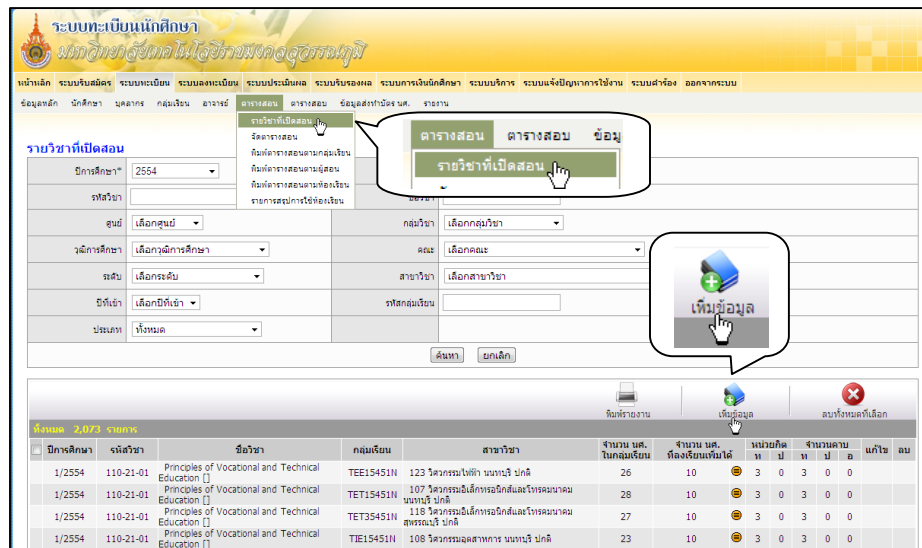 ระบบทะเบียนนักศึกษา
มหาวิทยาลัยเทคโนโลยีราชมงคลสุวรรณภูมิ
หน้าหลัก ระบบรับสมัคร ระบบทะเบียน ระบบลงทะเบียน ระบบประเมินผล ระบบรับรองผล ระบบการเงินนักศึกษา ระบบบริการ ระบบแจ้งปัญหาการใช้งาน ระบบคำร้อง ออกจากระบบ
ข้อมูลหลัก นักศึกษา บุคลากร กลุ่มเรียน อาจารย์ ตารางสอน ตารางสอบ ข้อมูลส่งทำบัตร นศ. รายงาน
รายวิชาที่เปิดสอน
จัดตารางสอน
พิมพ์ตารางสอนตามกลุ่มเรียน
พิมพ์ตารางสอนตามผู้สอน
พิมพ์ตารางสอนตามห้องเรียน
รายการสรุปการใช้ห้องเรียน
ตารางสอน ตารางสอบ ข้อมู
รายวิชาที่เปิดสอน
รายวิชาที่เปิดสอน
ปีการศึกษา* 2554
รหัสวิชา
ศูนย์ เลือกศูนย์ กลุ่มวิชา เลือกกลุ่มวิชา
วุฒิการศึกษา เลือกวุฒิการศึกษา คณะ เลือกคณะ
ระดับ เลือกระดับ สาขาวิชา เลือกสาขาวิชา
ปีที่เข้า เลือกปีที่เข้า รหัสกลุ่มเรียน
ประเภท ทั้งหมด
เพิ่มข้อมูล
ค้นหา ยกเลิก
พิมพ์รายงาน เพิ่มข้อมูล ลบทั้งหมดที่เลือก
ทั้งหมด 2,073 รายการ
ปีการศึกษา รหัสวิชา ชื่อวิชา กลุ่มเรียน สาขาวิชา จำนวน นศ. ในกลุ่มเรียน จำนวน นศ. ที่ลงเรียนเพิ่มได้ หน่วยกิต จำนวนคาบ แก้ไข ลบ
ท ป ท ป อ
1/2554 110-21-01 Principles of Vocational and Technical Education [] TEE15451N 123 วิศวกรรมไฟฟ้า นนทบุรี ปกติ 26 10 3 0 3 0 0
1/2554 110-21-01 Principles of Vocational and Technical Education [] TET15451N 107 วิศวกรรมอิเล็กทรอนิกส์และโทรคมนาคม นนทบุรี ปกติ 28 10 3 0 3 0 0
1/2554 110-21-01 Principles of Vocational and Technical Education [] TET35451N 118 วิศวกรรมอิเล็กทรอนิกส์และโทรคมนาคม สุพรรณบุรี ปกติ 27 10 3 0 3 0 0
1/2554 110-21-01 Principles of Vocational and Technical Education [] TIE15451N 108 วิศวกรรมอุตสาหการ นนทบุรี ปกติ 23 10 3 0 3 0 0